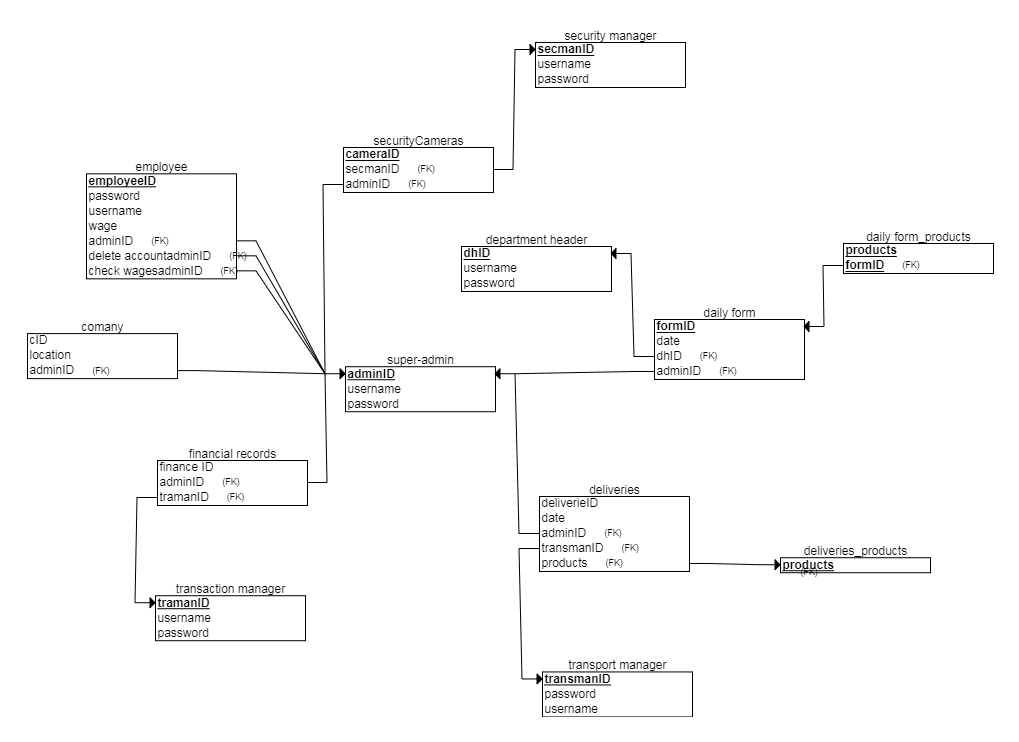 security manager
secmanID
username
password
securityCameras
cameraID
secmanID (FK)
adminID (FK)
employee
employeeID
password
username
wage
adminID (FK)
delete accountadminID (FK)
check wagesadminID (FK)
department header
dhID
username
password
daily form_products
products
formID (FK)
daily form
formID
date
dhID (FK)
adminID (FK)
comany
cID
location
adminID (FK)
super-admin
adminID
username
password
financial records
finance ID
adminID (FK)
tramanID (FK)
deliveries
deliverieID
date
adminID (FK)
transmanID (FK)
products (FK)
deliveries_products
products
(FK)
transaction manager
tramanID
username
password
transport manager
transmanID
password
username